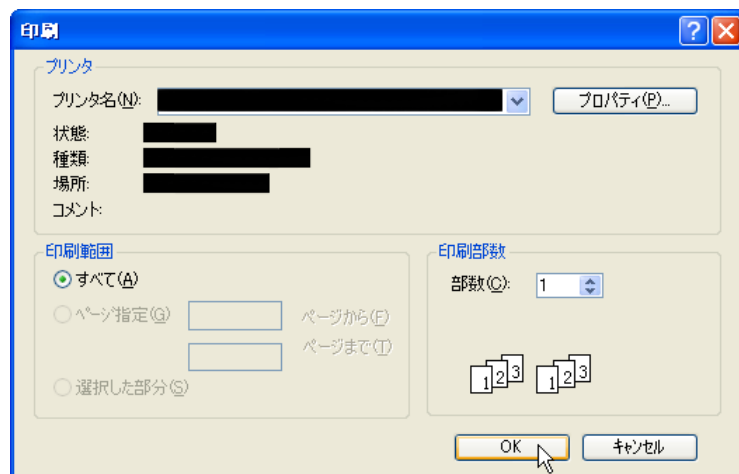 印刷
プリンタ
プリンタ名(N):
プロパティ(P)...
状態:
種類:
場所:
コメント:
印刷範囲
すべて(A)
ページ指定(G)
ページから(F)
ページまで(T)
選択した部分(S)
印刷部数
部数(C): 1
1 2 3 1 2 3
OK
キャンセル